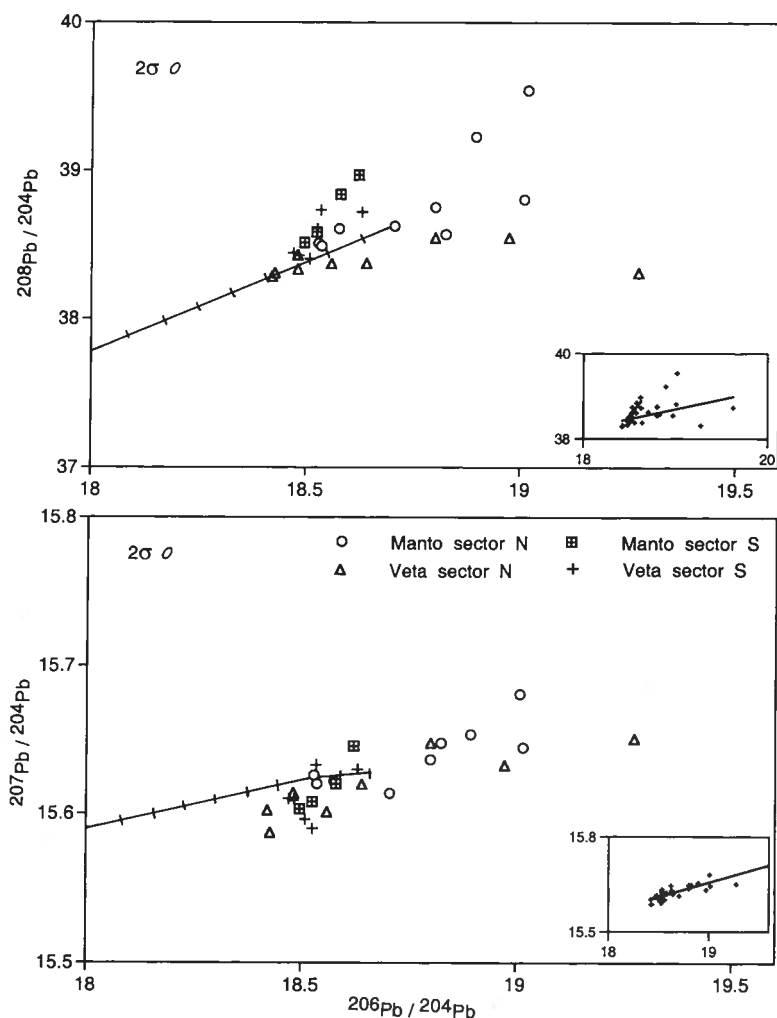 40
2σ
39
208Pb / 204Pb
38
40
38
18 20
37
18 18.5 19 19.5
15.8
2σ
Manto sector N Manto sector S
Veta sector N Veta sector S
15.7
207Pb / 204Pb
15.6
15.8
15.5
18 19
15.5
18 18.5 19 19.5
206Pb / 204Pb